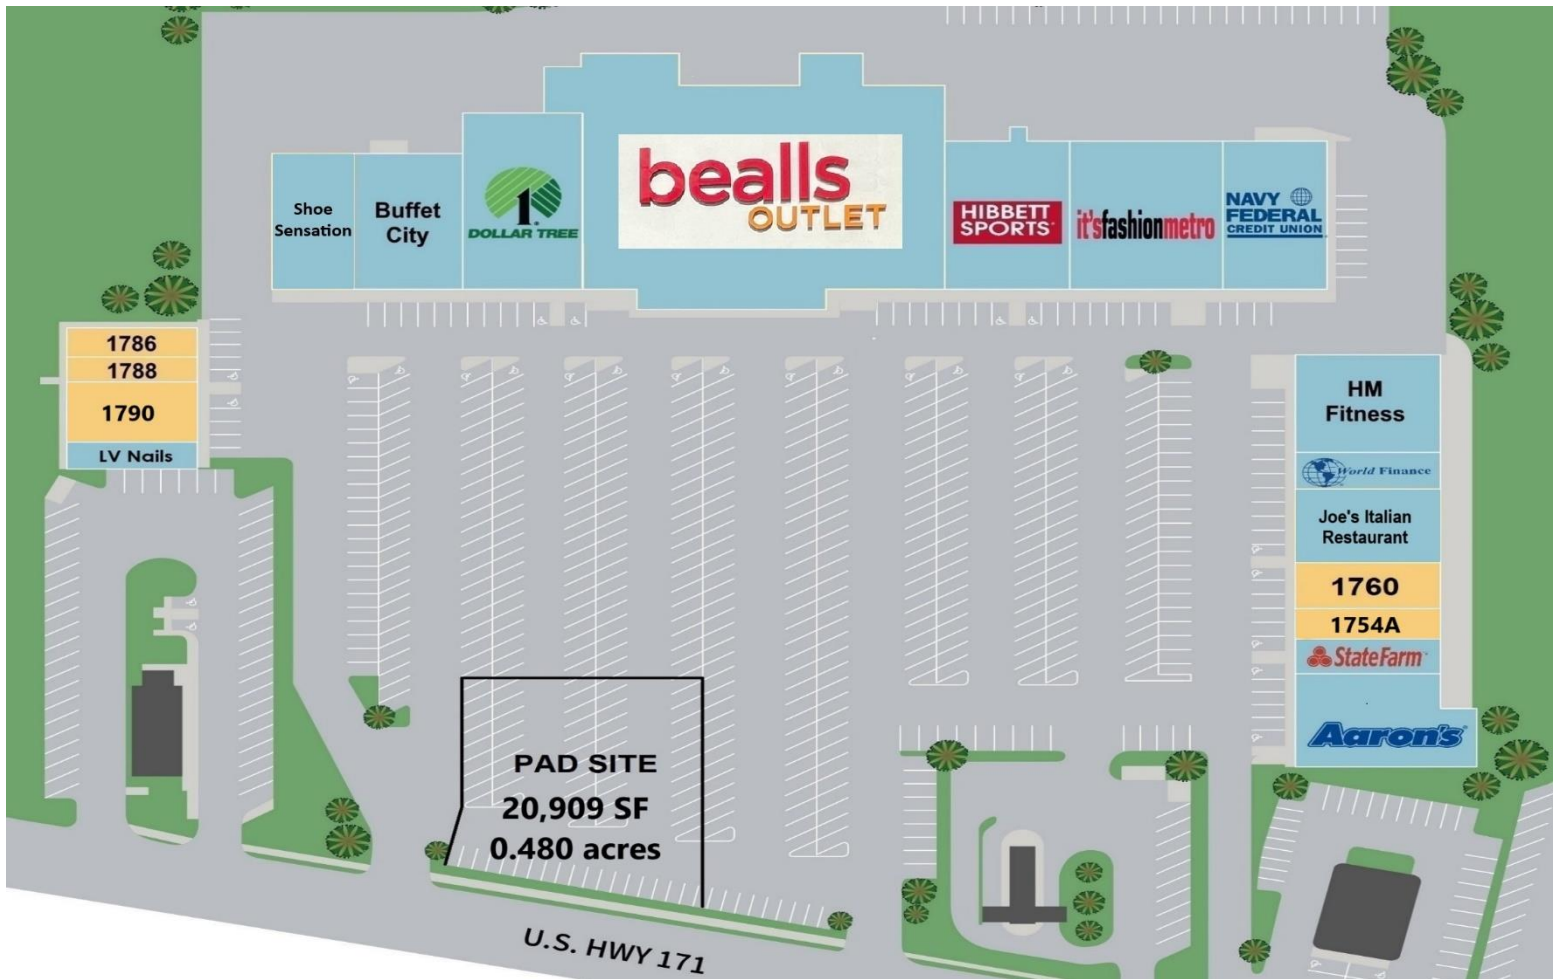 Shoe
Sensation
Buffet
City
1
DOLLAR TREE
bealls
OUTLET
HIBBETT
SPORTS
it'sfashionmetro
NAVY
FEDERAL
CREDIT UNION
1786
1788
1790
LV Nails
HM
Fitness
World Finance
Joe's Italian
Restaurant
1760
1754A
StateFarm
Aaron's
PAD SITE
20,909 SF
0.480 acres
U.S. HWY 171